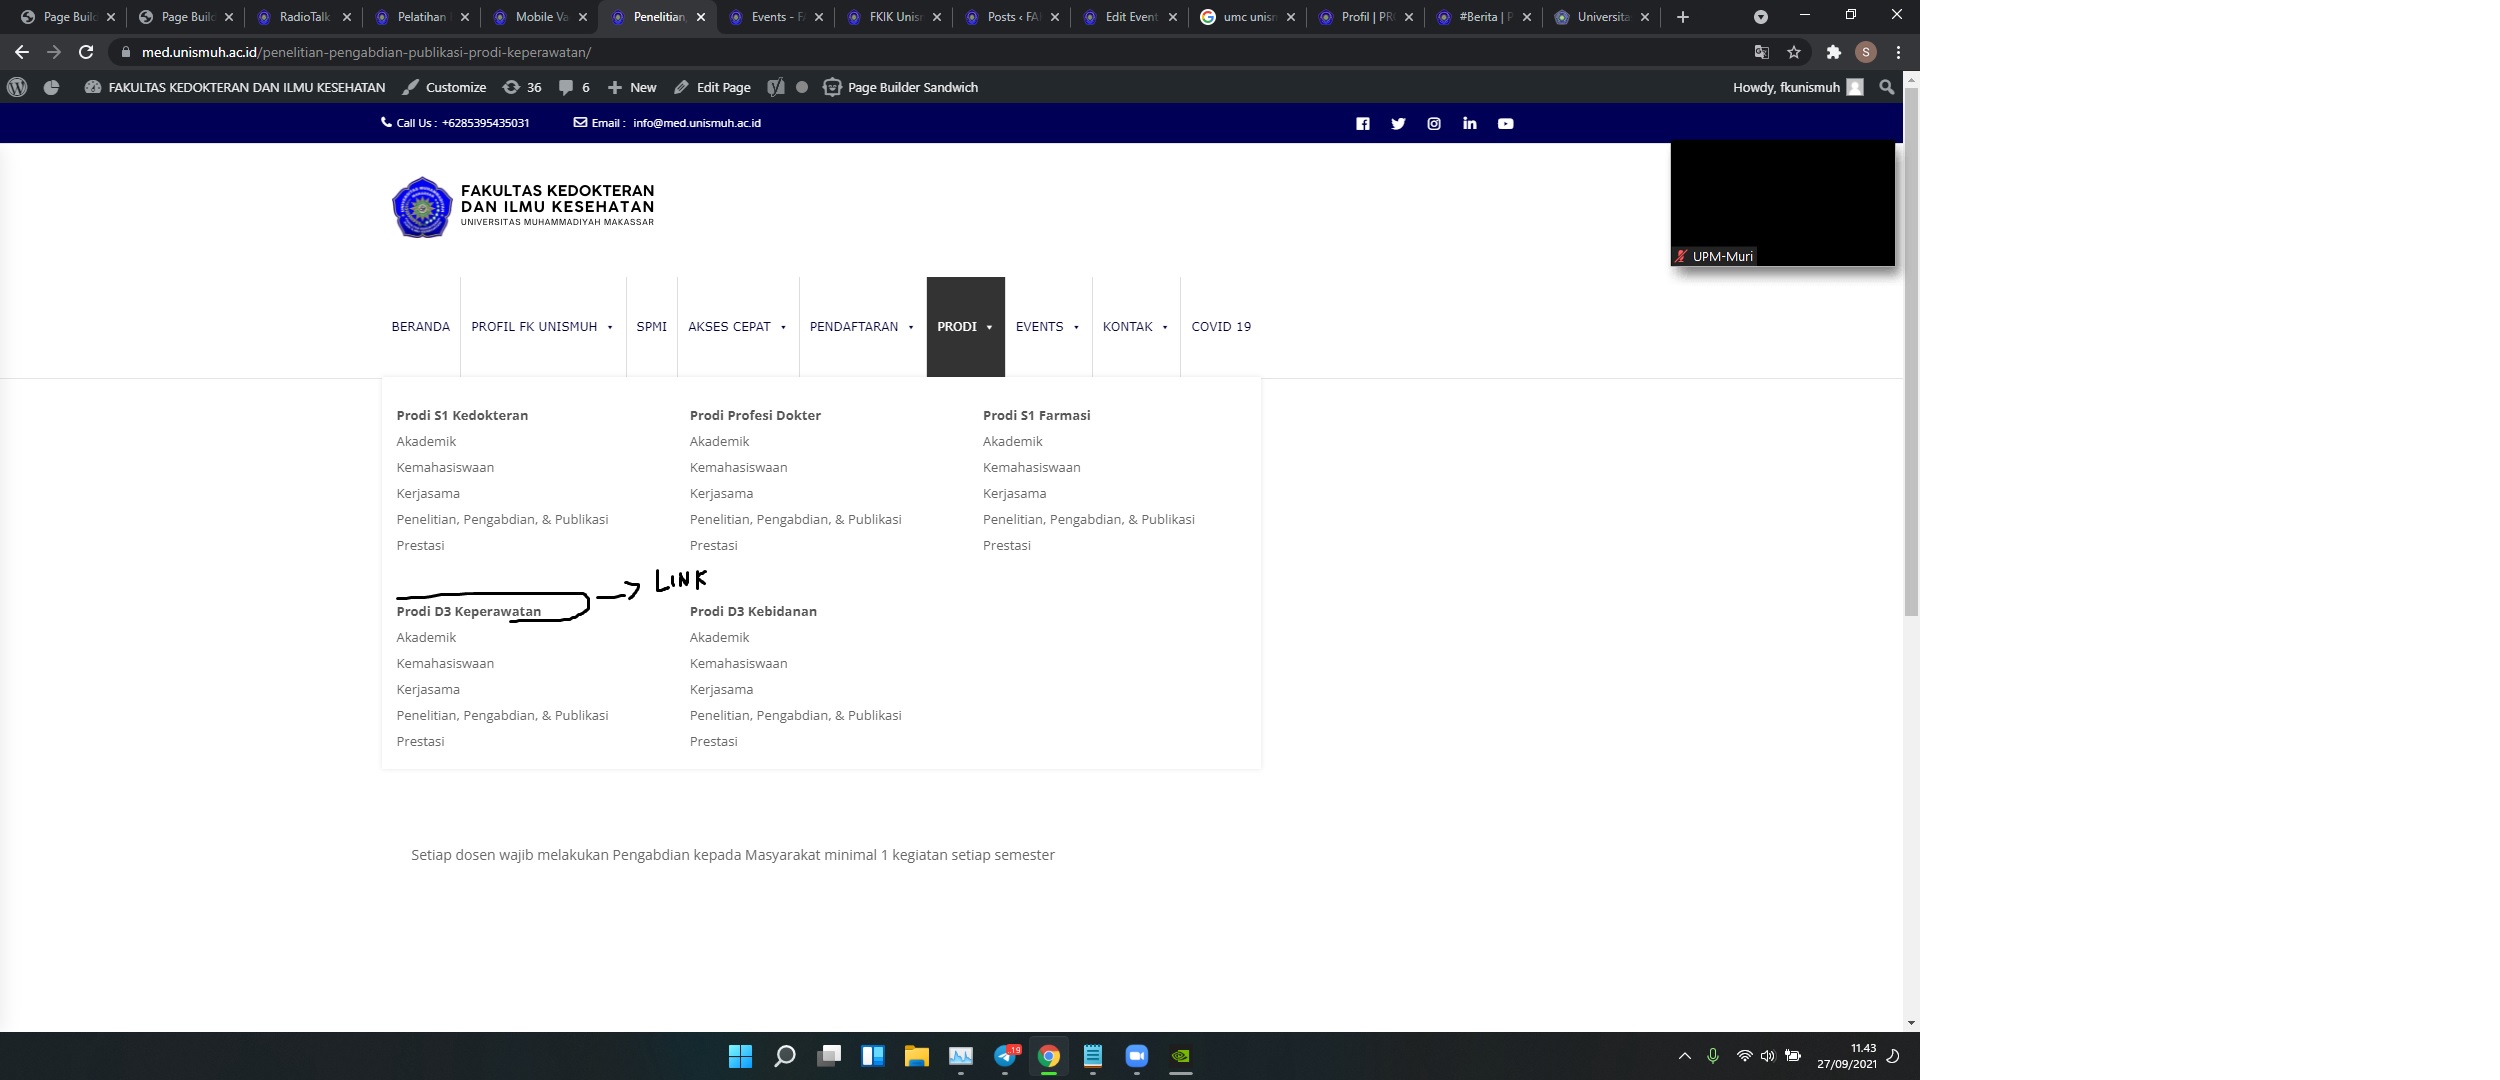 Page Buil
Page Buil
RadioTalk
Pelatihan
Mobile Va
Penelitian,
Events - F
FKIK Unis
Posts ‹ FA
Edit Event
umc unis
Profil | PR
#Berita | P
Universita
med.unismuh.ac.id/penelitian-pengabdian-publikasi-prodi-keperawatan/
S
FAKULTAS KEDOKTERAN DAN ILMU KESEHATAN Customize 36 6 New Edit Page Page Builder Sandwich Howdy, fkunismuh
Call Us : +6285395435031 Email : info@med.unismuh.ac.id
FAKULTAS KEDOKTERAN
DAN ILMU KESEHATAN
UNIVERSITAS MUHAMMADIYAH MAKASSAR
UPM-Muri
BERANDA PROFIL FK UNISMUH SPMI AKSES CEPAT PENDAFTARAN PRODI EVENTS KONTAK COVID 19
Prodi S1 Kedokteran
Akademik
Kemahasiswaan
Kerjasama
Penelitian, Pengabdian, & Publikasi
Prestasi
Prodi Profesi Dokter
Akademik
Kemahasiswaan
Kerjasama
Penelitian, Pengabdian, & Publikasi
Prestasi
Prodi S1 Farmasi
Akademik
Kemahasiswaan
Kerjasama
Penelitian, Pengabdian, & Publikasi
Prestasi
LINK
Prodi D3 Keperawatan
Akademik
Kemahasiswaan
Kerjasama
Penelitian, Pengabdian, & Publikasi
Prestasi
Prodi D3 Kebidanan
Akademik
Kemahasiswaan
Kerjasama
Penelitian, Pengabdian, & Publikasi
Prestasi
Setiap dosen wajib melakukan Pengabdian kepada Masyarakat minimal 1 kegiatan setiap semester
11.43
27/09/2021